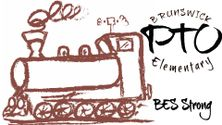 BRUNSWICK
PTO
Elementary
BES Strong